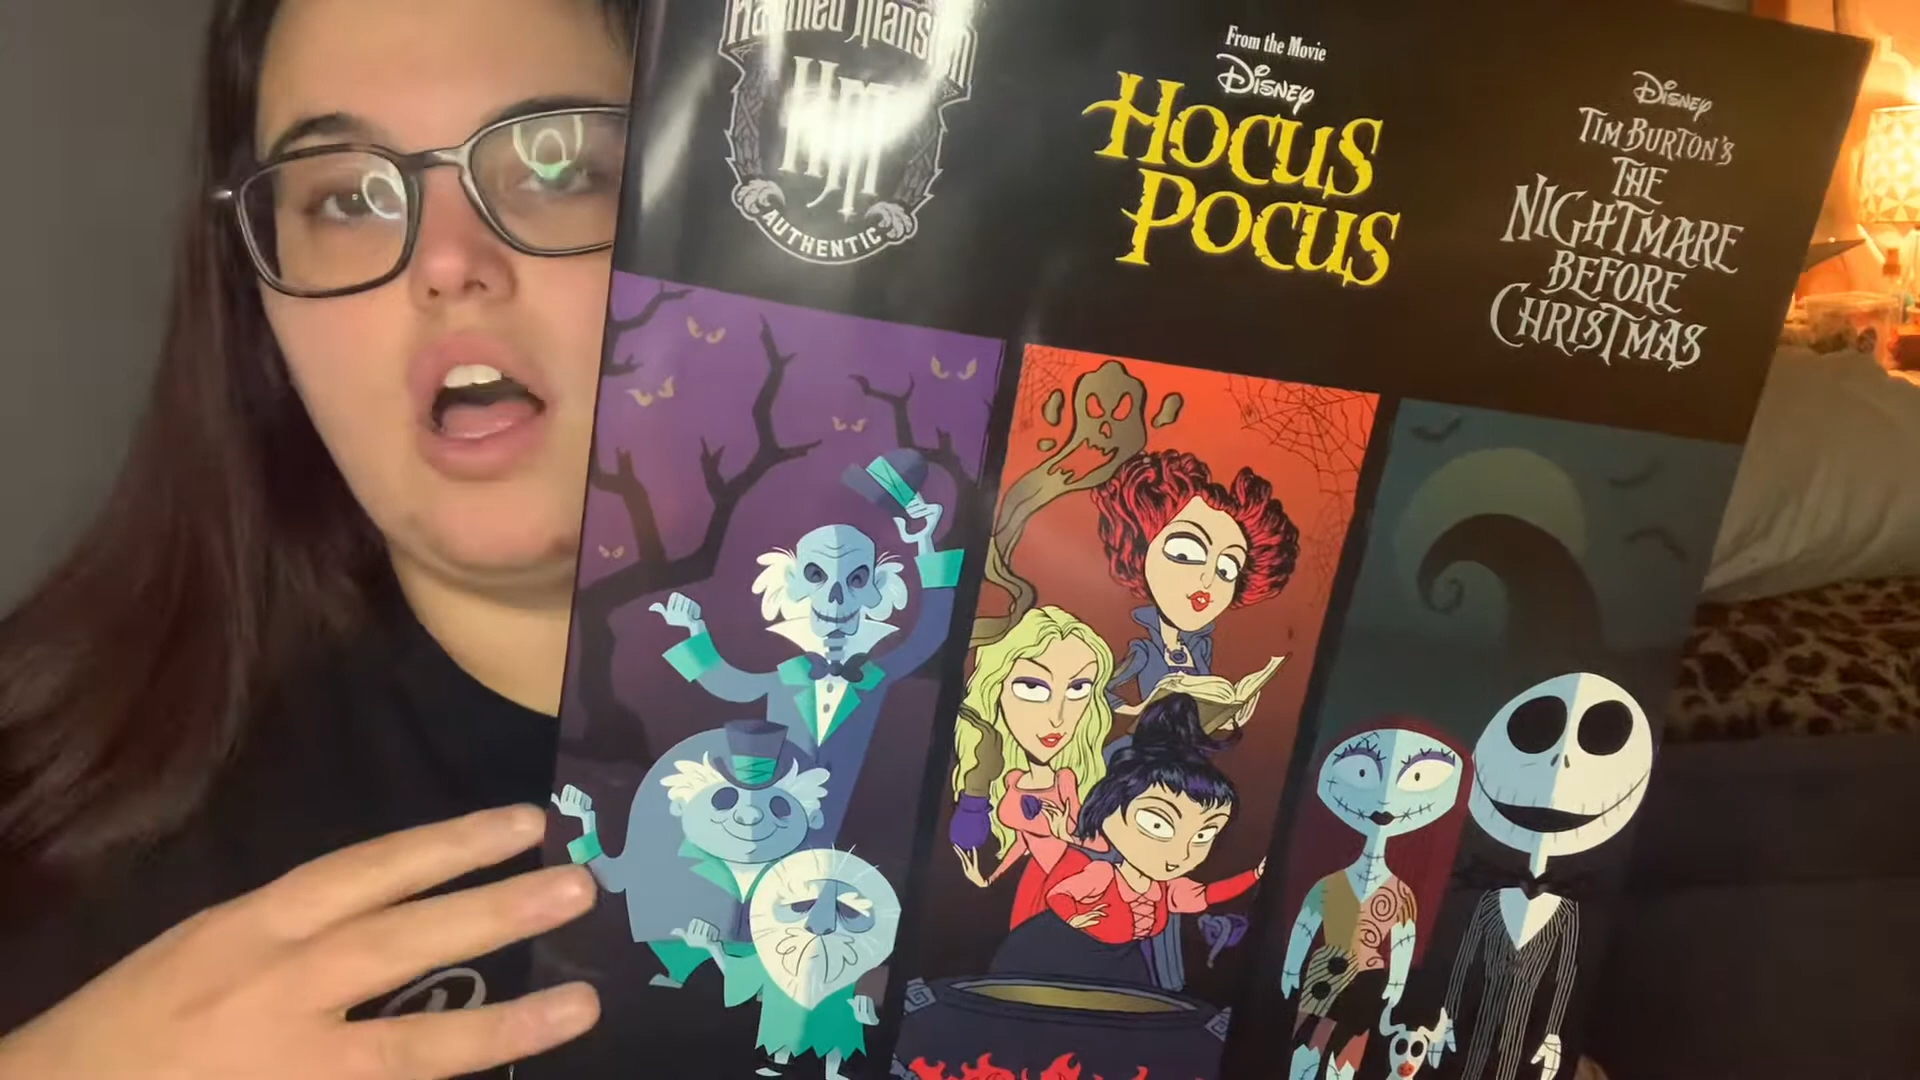 Haunted Mansion
HM
AUTHENTIC
From the Movie
DISNEY
HOCUS
POCUS
DISNEY
TIM BURTON'S
THE
NIGHTMARE
BEFORE
CHRISTMAS